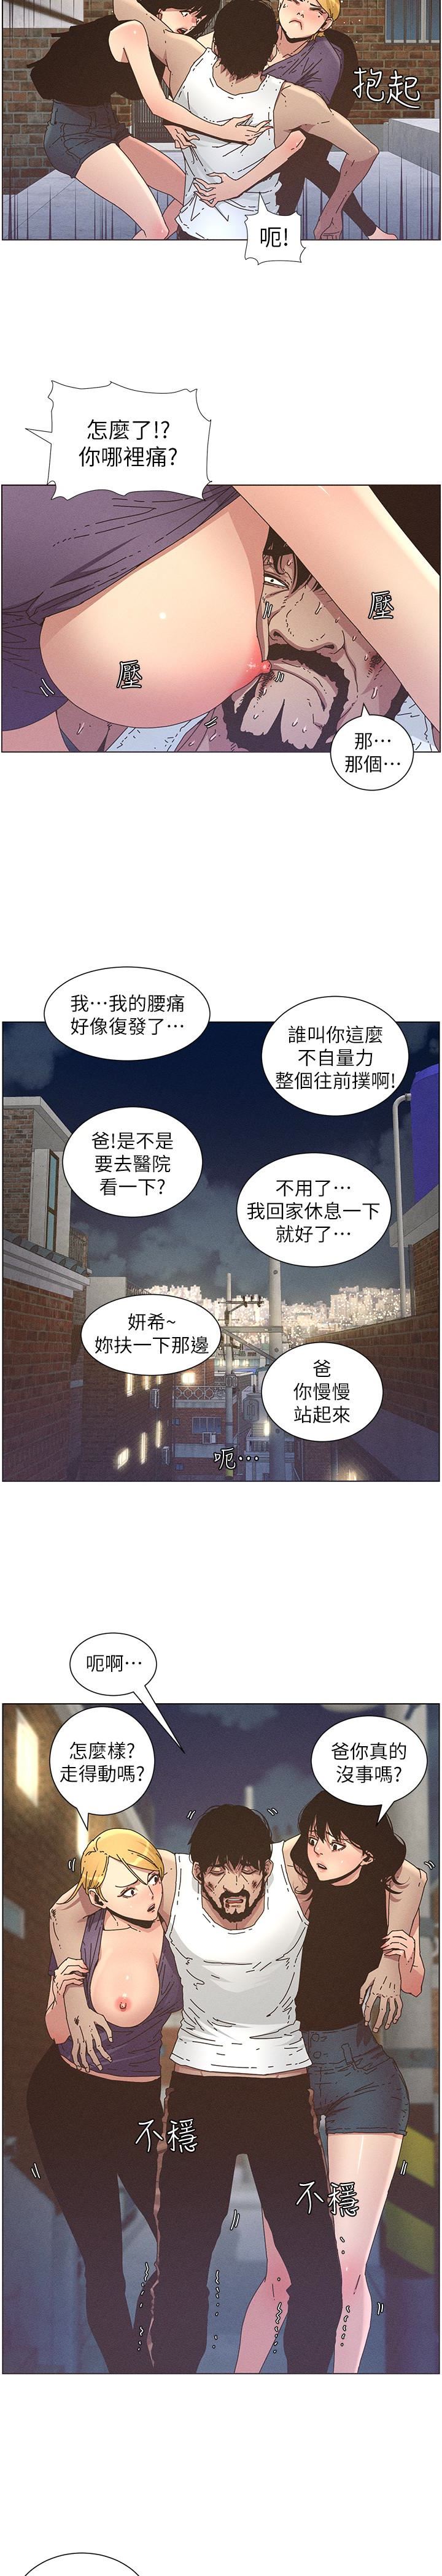 抱起
呃!
怎麼了!?
你哪裡痛?
壓
壓
那…
那個…
我…我的腰痛
好像復發了…
誰叫你這麼
不自量力
整個往前撲啊!
爸!是不是
要去醫院
看一下?
不用了…
我回家休息一下
就好了…
妍希~
妳扶一下那邊
爸
你慢慢
站起來
呃…
呃啊…
怎麼樣?
走得動嗎?
爸你真的
沒事嗎?
不穩
不穩